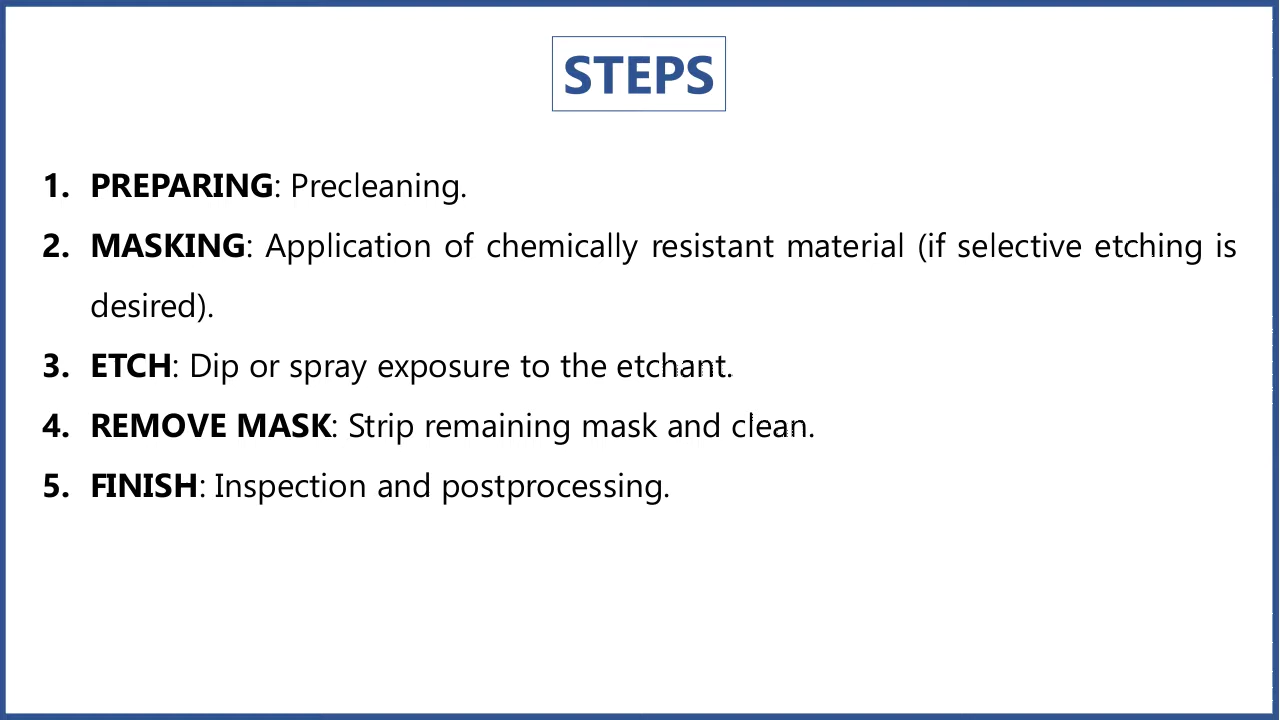 STEPS
1. PREPARING: Precleaning.
2. MASKING: Application of chemically resistant material (if selective etching is
desired).
3. ETCH: Dip or spray exposure to the etchant.
4. REMOVE MASK: Strip remaining mask and clean.
5. FINISH: Inspection and postprocessing.